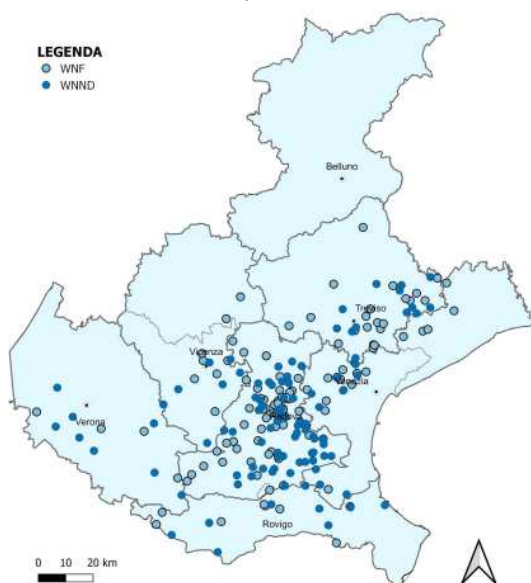 LEGENDA
WNF
WNND
Belluno
Treviso
Vicenza
Venezia
Verona
Padova
Rovigo
0 10 20 km